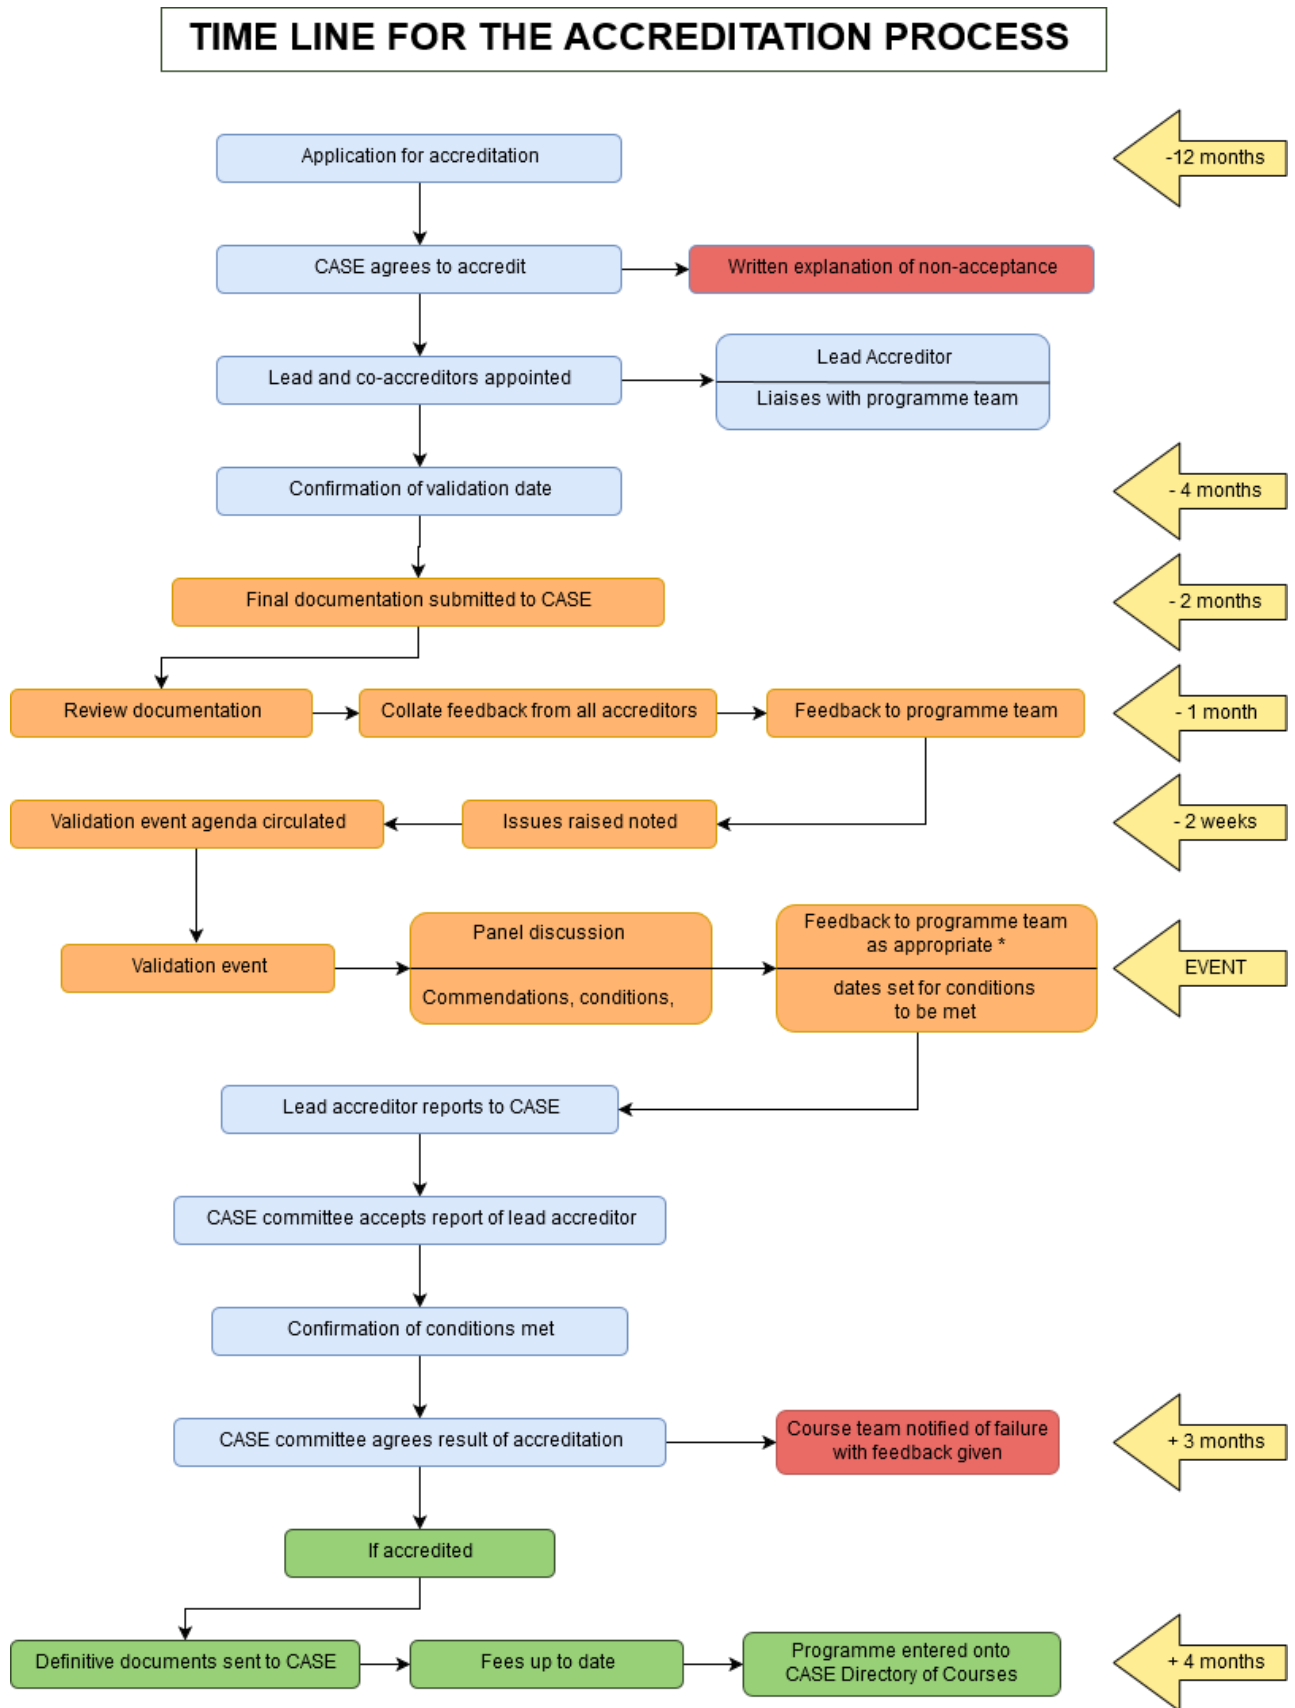 TIME LINE FOR THE ACCREDITATION PROCESS
Application for accreditation
-12 months
CASE agrees to accredit
Written explanation of non-acceptance
Lead and co-accreditors appointed
Lead Accreditor
Liaises with programme team
Confirmation of validation date
- 4 months
Final documentation submitted to CASE
- 2 months
Review documentation
Collate feedback from all accreditors
Feedback to programme team
- 1 month
Validation event agenda circulated
Issues raised noted
- 2 weeks
Validation event
Panel discussion
Commendations, conditions,
Feedback to programme team
as appropriate *
dates set for conditions
to be met
EVENT
Lead accreditor reports to CASE
CASE committee accepts report of lead accreditor
Confirmation of conditions met
CASE committee agrees result of accreditation
Course team notified of failure
with feedback given
+ 3 months
If accredited
Definitive documents sent to CASE
Fees up to date
Programme entered onto
CASE Directory of Courses
+ 4 months